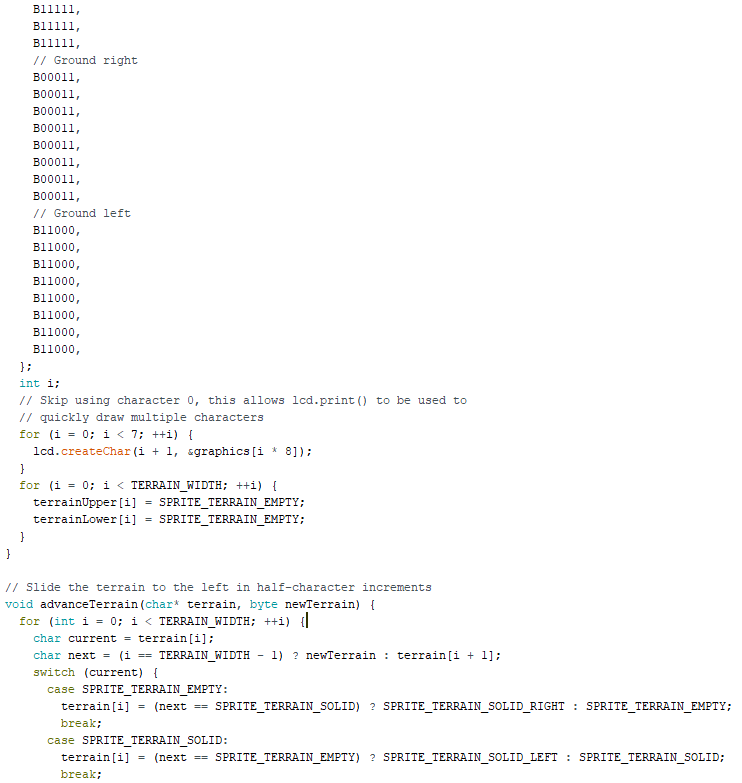 B11111,
B11111,
B11111,
// Ground right
B00011,
B00011,
B00011,
B00011,
B00011,
B00011,
B00011,
B00011,
// Ground left
B11000,
B11000,
B11000,
B11000,
B11000,
B11000,
B11000,
B11000,
};
int i;
// Skip using character 0, this allows lcd.print() to be used to
// quickly draw multiple characters
for (i = 0; i < 7; ++i) {
lcd.createChar(i + 1, &graphics[i * 8]);
}
for (i = 0; i < TERRAIN_WIDTH; ++i) {
terrainUpper[i] = SPRITE_TERRAIN_EMPTY;
terrainLower[i] = SPRITE_TERRAIN_EMPTY;
}
}
// Slide the terrain to the left in half-character increments
void advanceTerrain(char* terrain, byte newTerrain) {
for (int i = 0; i < TERRAIN_WIDTH; ++i) {
char current = terrain[i];
char next = (i == TERRAIN_WIDTH - 1) ? newTerrain : terrain[i + 1];
switch (current) {
case SPRITE_TERRAIN_EMPTY:
terrain[i] = (next == SPRITE_TERRAIN_SOLID) ? SPRITE_TERRAIN_SOLID_RIGHT : SPRITE_TERRAIN_EMPTY;
break;
case SPRITE_TERRAIN_SOLID:
terrain[i] = (next == SPRITE_TERRAIN_EMPTY) ? SPRITE_TERRAIN_SOLID_LEFT : SPRITE_TERRAIN_SOLID;
break;